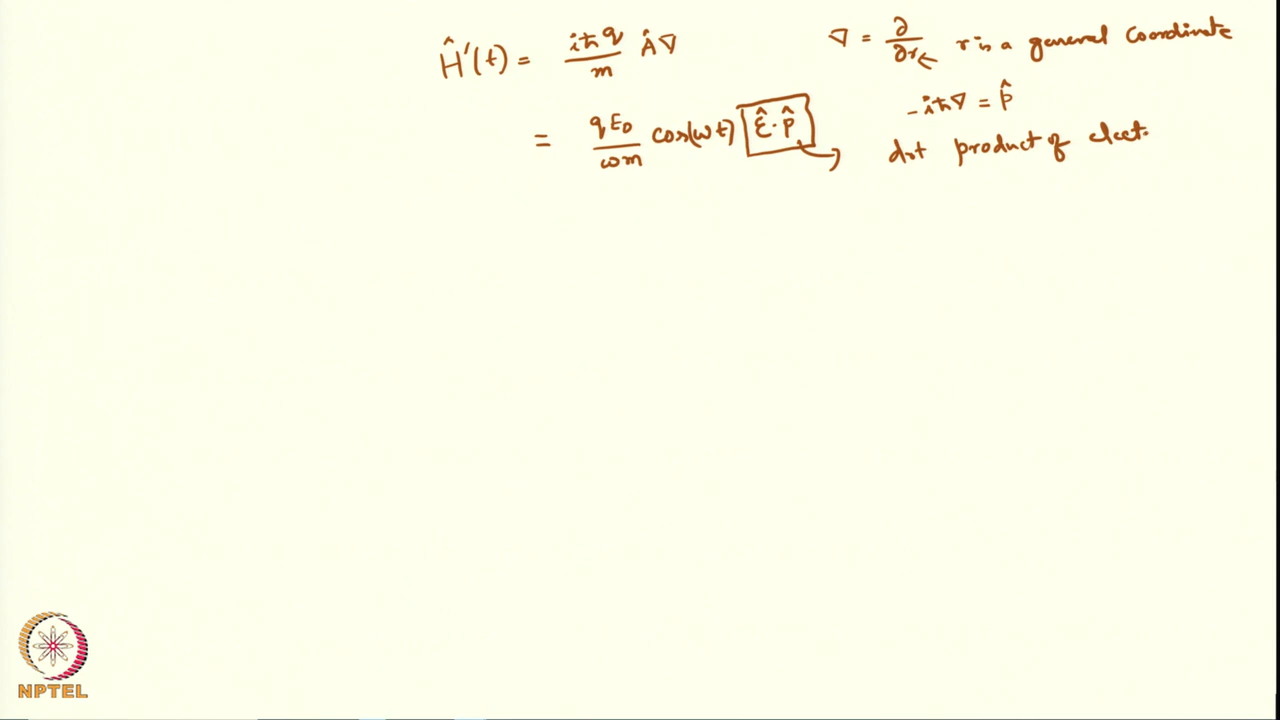 Ĥ'(t) = iħq/m Â∇ ∇ = ∂/∂r ← r is a general coordinate
-iħ∇ = p̂
= qE₀/ωm cos(ωt) ε̂·p̂ → dot product of elect.
NPTEL